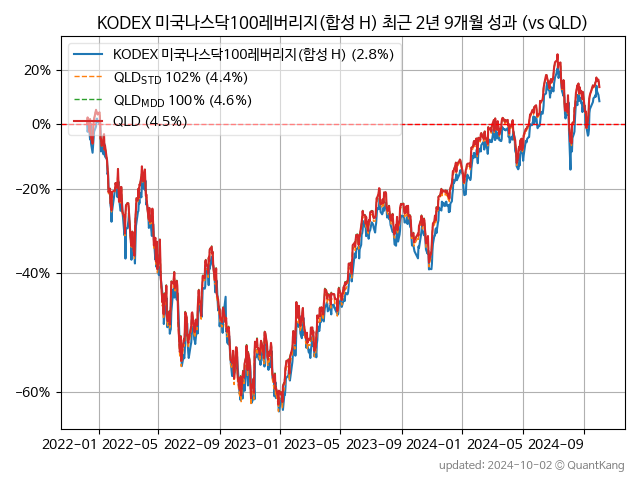 KODEX 미국나스닥100레버리지(합성 H) 최근 2년 9개월 성과 (vs QLD)
KODEX 미국나스닥100레버리지(합성 H) (2.8%)
QLD_STD 102% (4.4%)
QLD_MDD 100% (4.6%)
QLD (4.5%)
20%
0%
−20%
−40%
−60%
2022−01 2022−05 2022−09 2023−01 2023−05 2023−09 2024−01 2024−05 2024−09
updated: 2024-10-02 © QuantKang